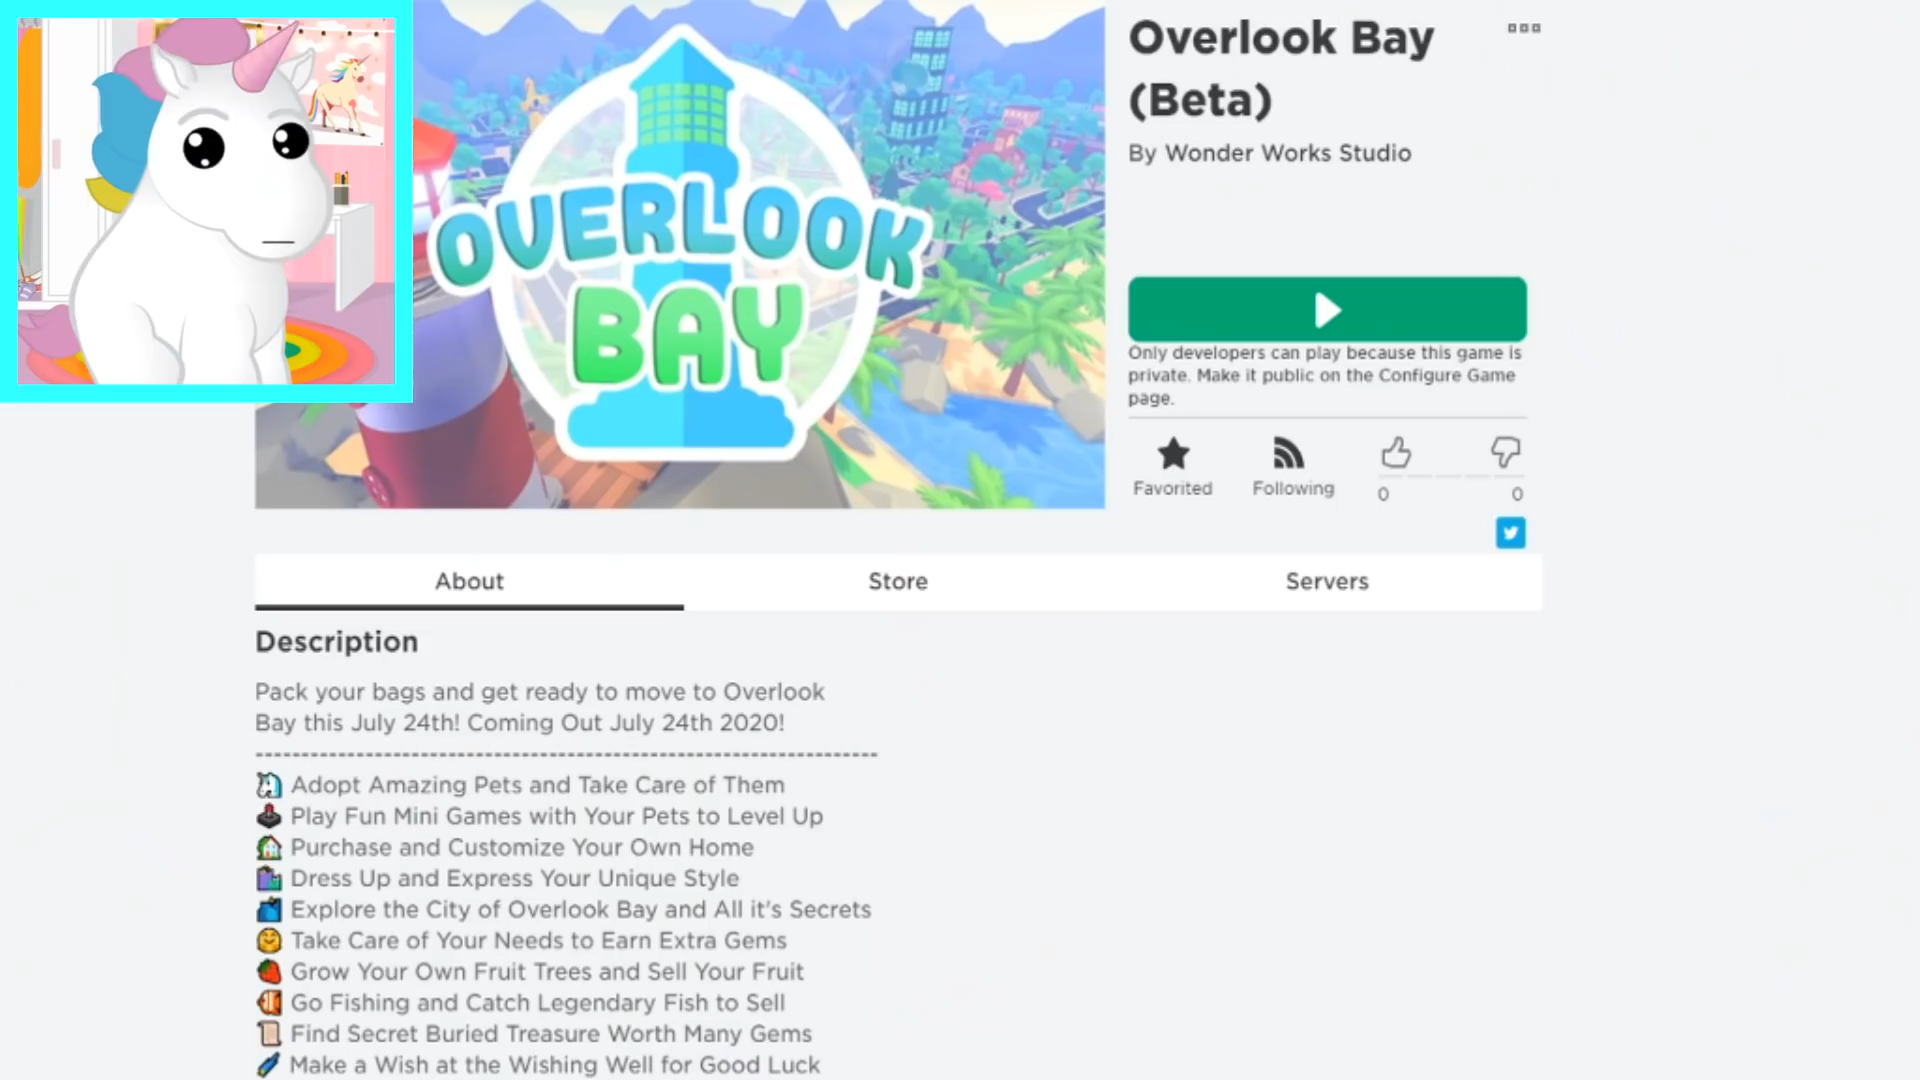 OVERLOOK
BAY
Overlook Bay
(Beta)
By Wonder Works Studio
Only developers can play because this game is
private. Make it public on the Configure Game
page.
Favorited
Following
0
0
About
Store
Servers
Description
Pack your bags and get ready to move to Overlook
Bay this July 24th! Coming Out July 24th 2020!
-------------------------------------------------------------------
Adopt Amazing Pets and Take Care of Them
Play Fun Mini Games with Your Pets to Level Up
Purchase and Customize Your Own Home
Dress Up and Express Your Unique Style
Explore the City of Overlook Bay and All it's Secrets
Take Care of Your Needs to Earn Extra Gems
Grow Your Own Fruit Trees and Sell Your Fruit
Go Fishing and Catch Legendary Fish to Sell
Find Secret Buried Treasure Worth Many Gems
Make a Wish at the Wishing Well for Good Luck